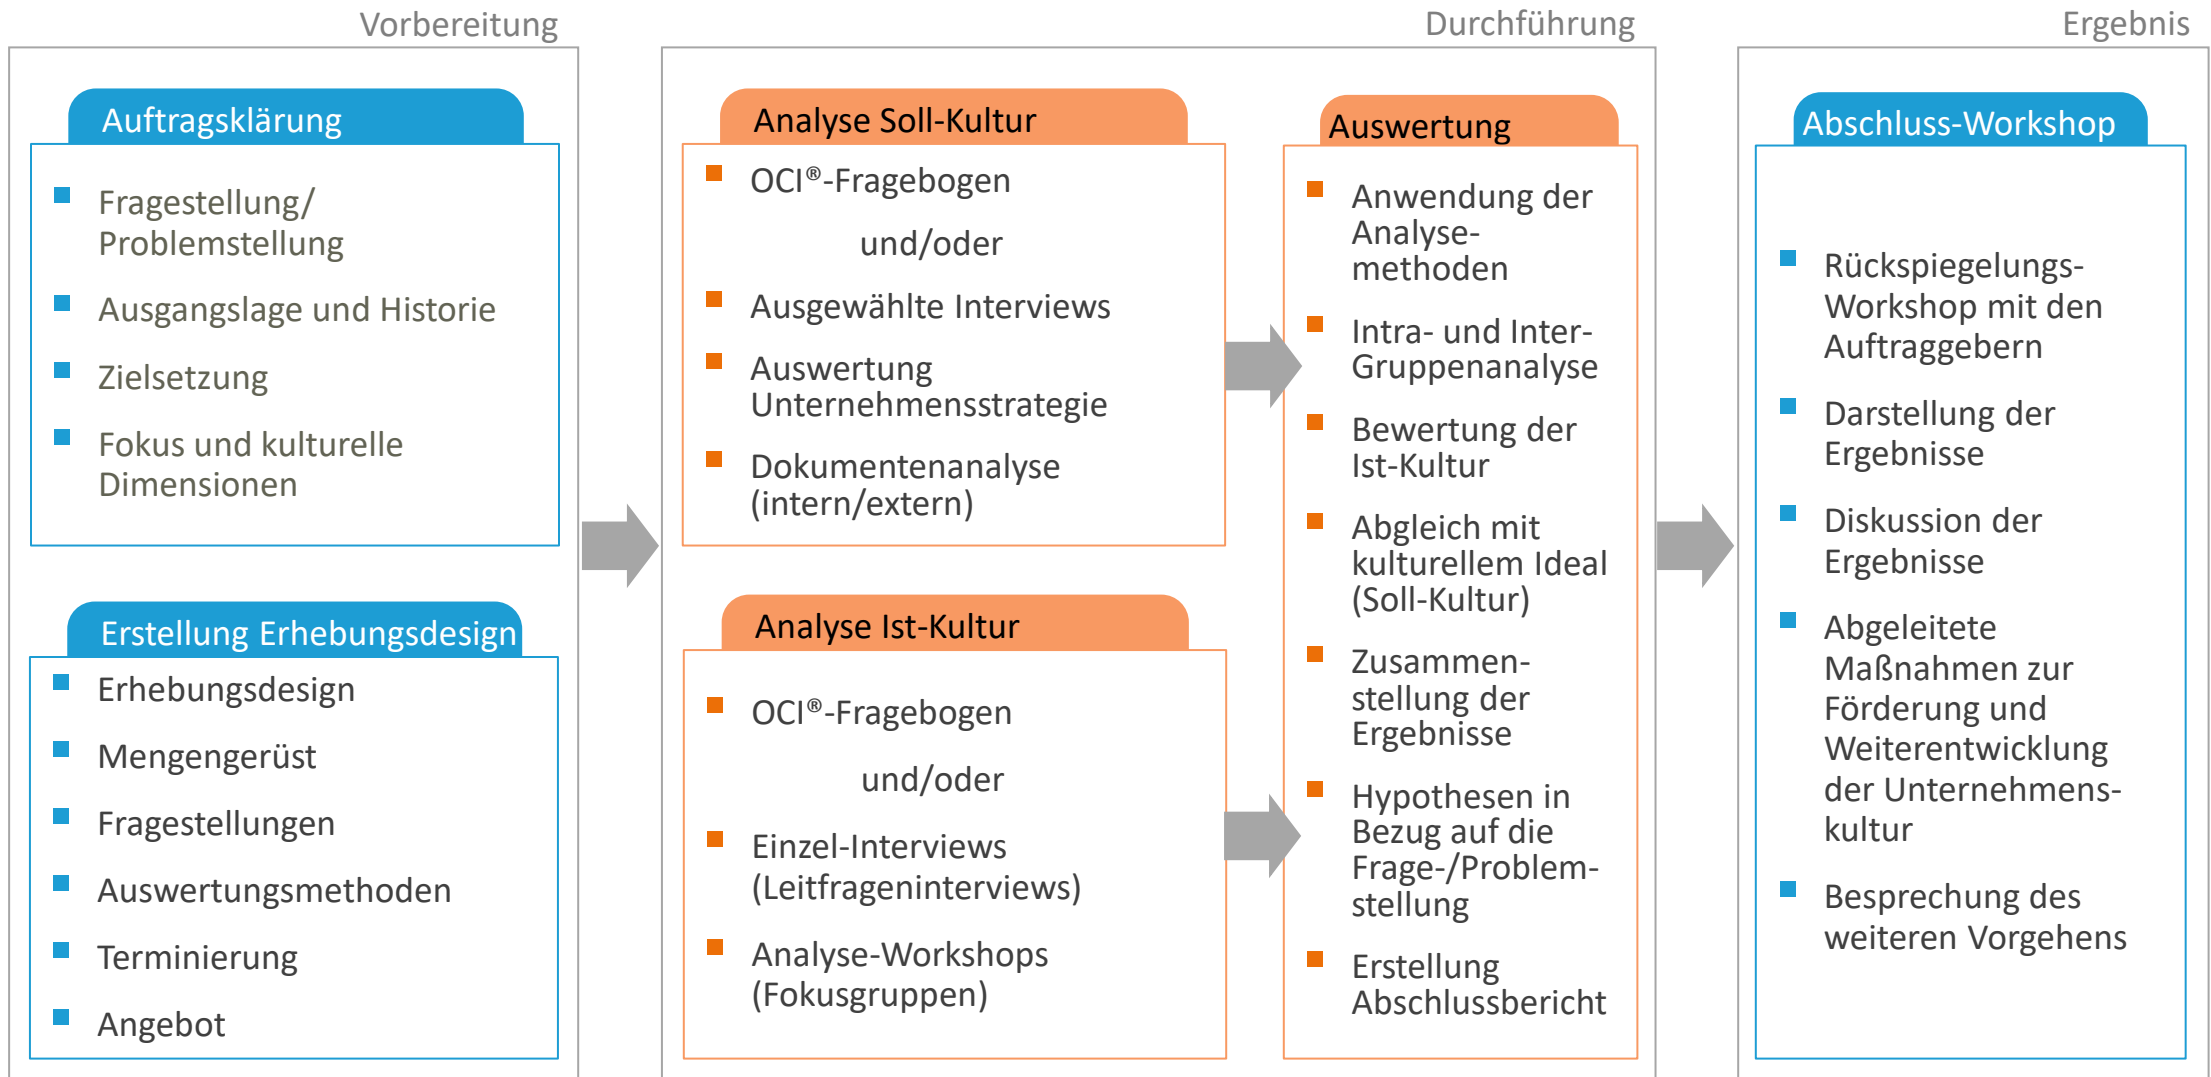 Vorbereitung
Auftragsklärung
Fragestellung/
Problemstellung
Ausgangslage und Historie
Zielsetzung
Fokus und kulturelle
Dimensionen
Erstellung Erhebungsdesign
Erhebungsdesign
Mengengerüst
Fragestellungen
Auswertungsmethoden
Terminierung
Angebot
Durchführung
Analyse Soll-Kultur
OCI®-Fragebogen
und/oder
Ausgewählte Interviews
Auswertung
Unternehmensstrategie
Dokumentenanalyse
(intern/extern)
Analyse Ist-Kultur
OCI®-Fragebogen
und/oder
Einzel-Interviews
(Leitfrageninterviews)
Analyse-Workshops
(Fokusgruppen)
Auswertung
Anwendung der
Analyse-
methoden
Intra- und Inter-
Gruppenanalyse
Bewertung der
Ist-Kultur
Abgleich mit
kulturellem Ideal
(Soll-Kultur)
Zusammen-
stellung der
Ergebnisse
Hypothesen in
Bezug auf die
Frage-/Problem-
stellung
Erstellung
Abschlussbericht
Ergebnis
Abschluss-Workshop
Rückspiegelungs-
Workshop mit den
Auftraggebern
Darstellung der
Ergebnisse
Diskussion der
Ergebnisse
Abgeleitete
Maßnahmen zur
Förderung und
Weiterentwicklung
der Unternehmens-
kultur
Besprechung des
weiteren Vorgehens